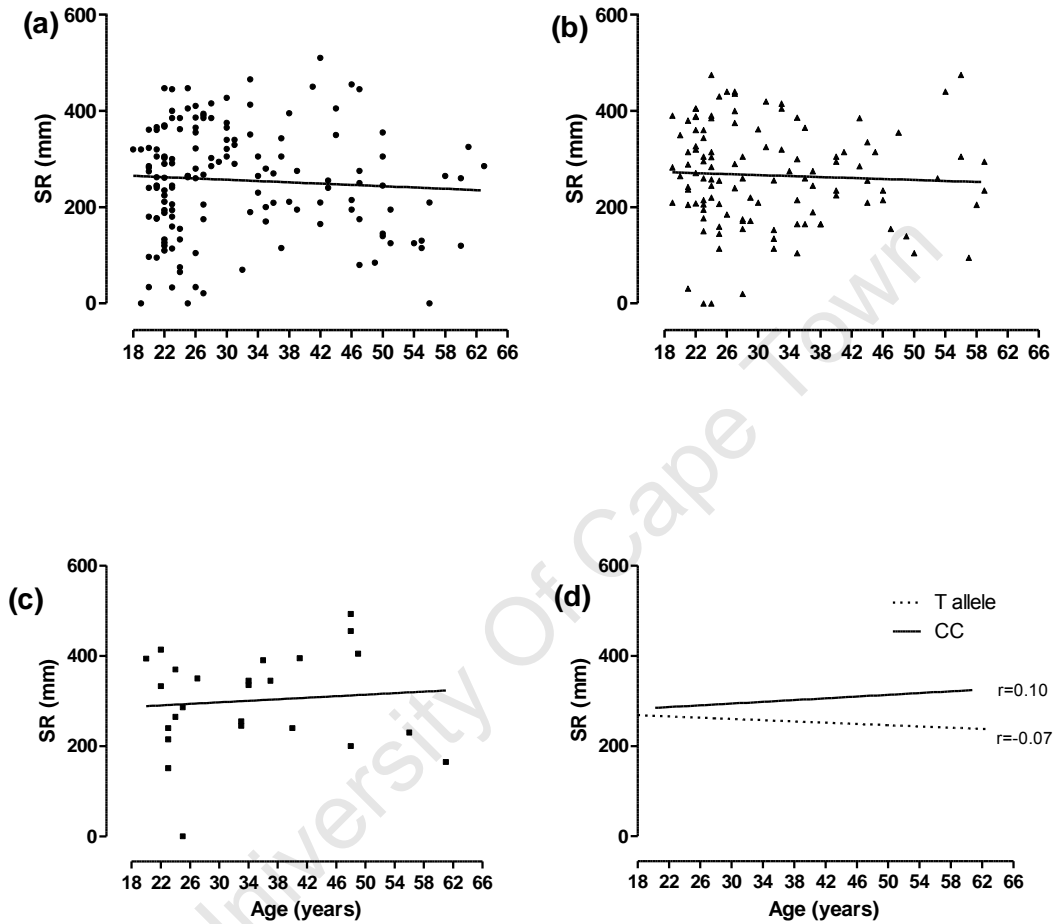 (a)
600
400
200
0
SR (mm)
18 22 26 30 34 38 42 46 50 54 58 62 66
(b)
600
400
200
0
SR (mm)
18 22 26 30 34 38 42 46 50 54 58 62 66
(c)
600
400
200
0
SR (mm)
18 22 26 30 34 38 42 46 50 54 58 62 66
Age (years)
(d)
600
400
200
0
SR (mm)
T allele
CC
r=0.10
r=-0.07
18 22 26 30 34 38 42 46 50 54 58 62 66
Age (years)
University Of Cape Town